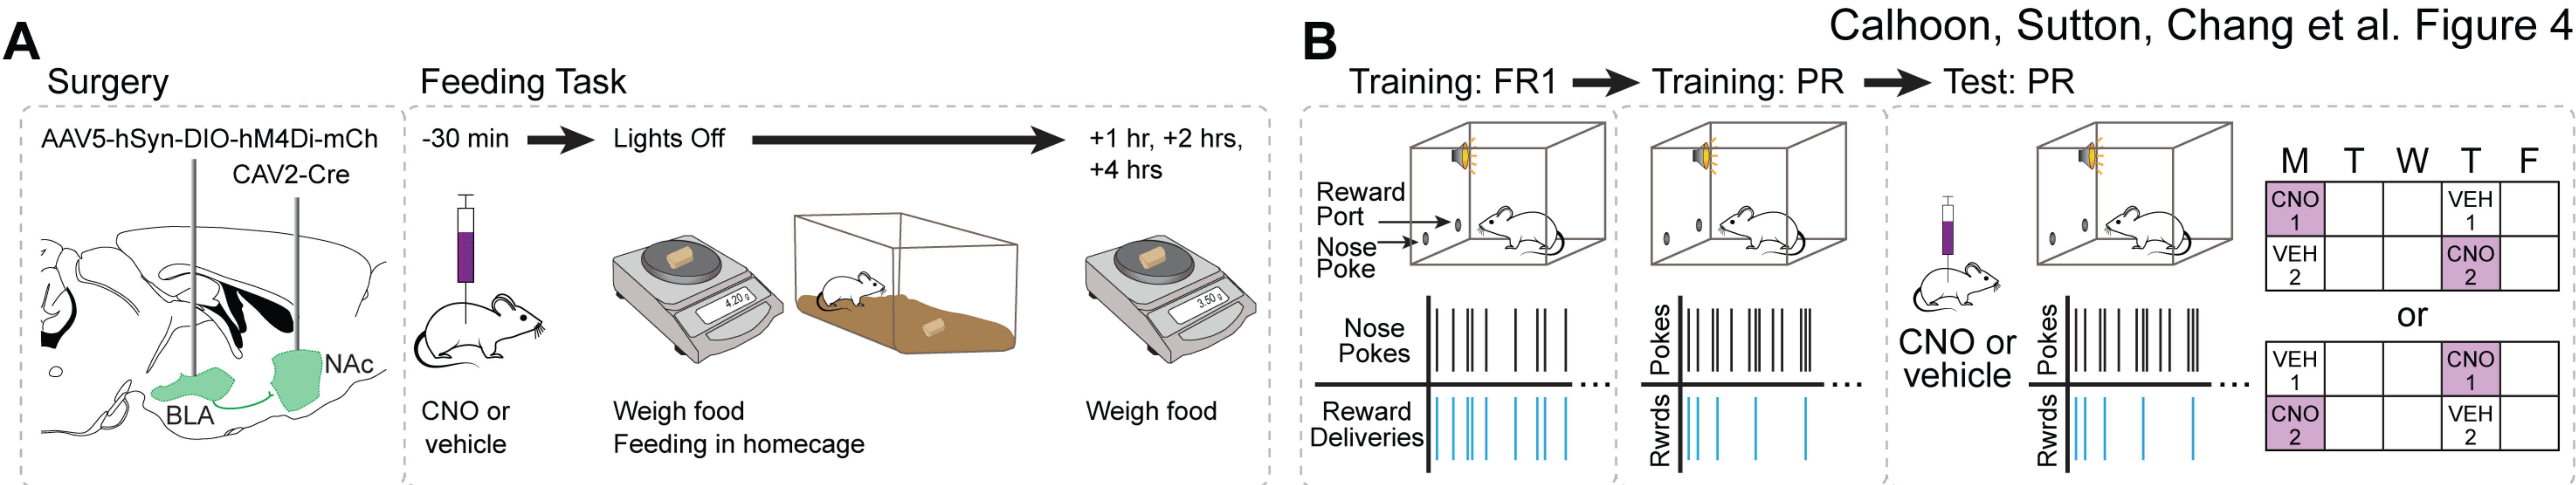 Calhoon, Sutton, Chang et al. Figure 4
A
Surgery
AAV5-hSyn-DIO-hM4Di-mCh
CAV2-Cre
NAc
BLA
Feeding Task
-30 min
Lights Off
+1 hr, +2 hrs,
+4 hrs
4.20 g
3.50 g
CNO or
vehicle
Weigh food
Feeding in homecage
Weigh food
B
Training: FR1
Training: PR
Test: PR
Reward
Port
Nose
Poke
Nose
Pokes
Reward
Deliveries
...
Pokes
Rwrds
...
CNO or
vehicle
Pokes
Rwrds
...
M T W T F
CNO VEH
1 1
VEH CNO
2 2
or
VEH CNO
1 1
CNO VEH
2 2